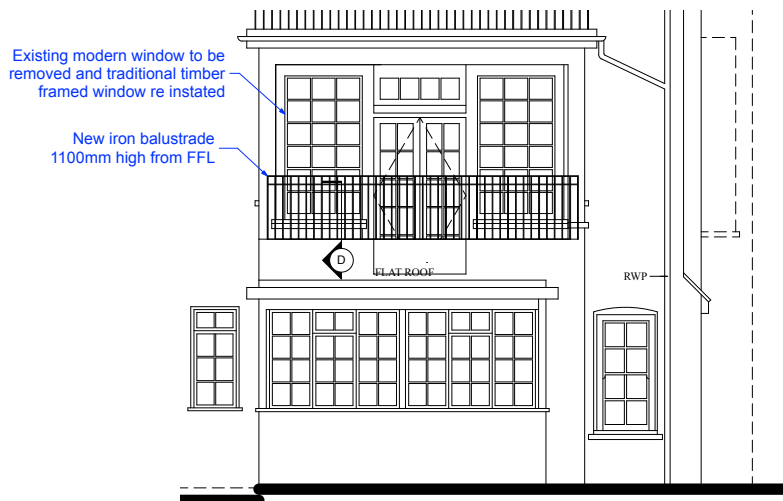 Existing modern window to be
removed and traditional timber
framed window re instated
New iron balustrade
1100mm high from FFL
D
FLAT ROOF
RWP